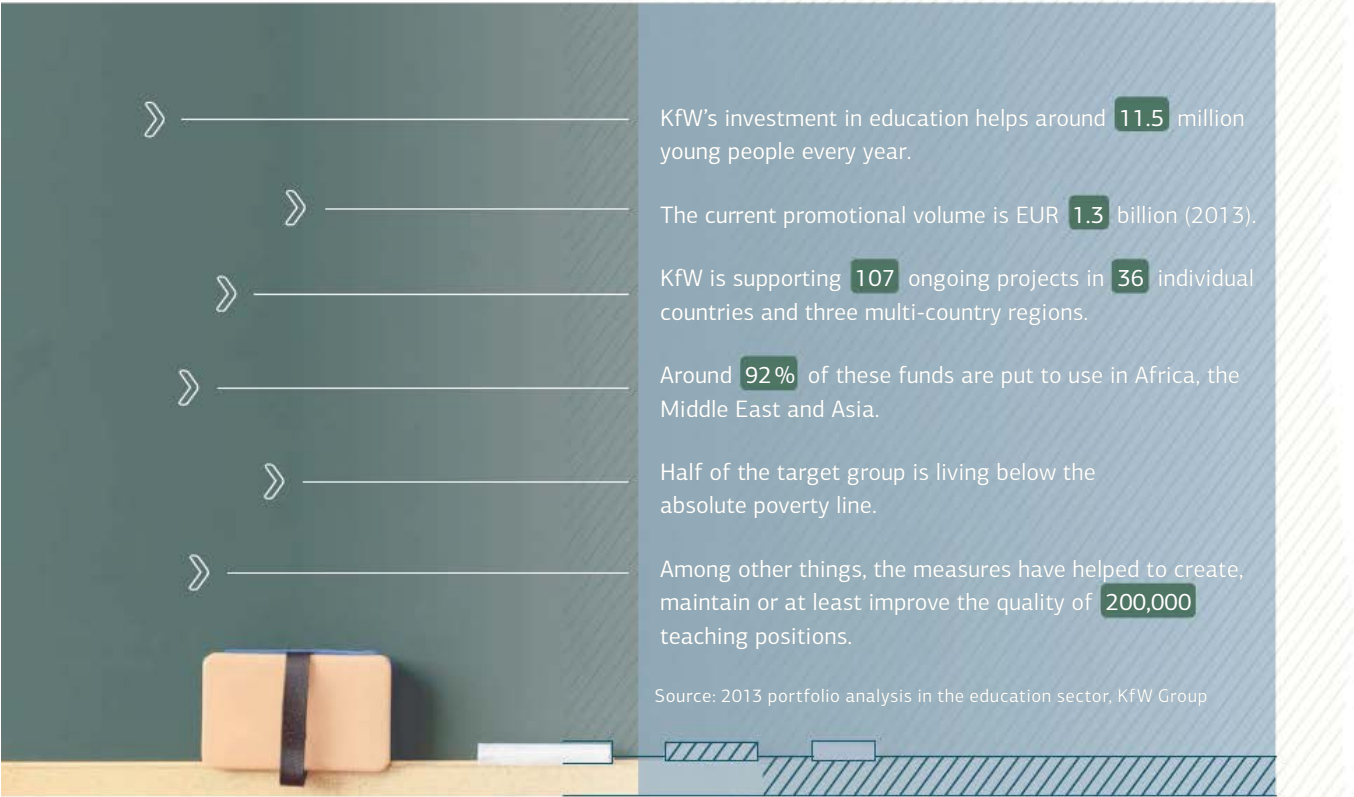 KfW's investment in education helps around 11.5 million
young people every year.
The current promotional volume is EUR 1.3 billion (2013).
KfW is supporting 107 ongoing projects in 36 individual
countries and three multi-country regions.
Around 92 % of these funds are put to use in Africa, the
Middle East and Asia.
Half of the target group is living below the
absolute poverty line.
Among other things, the measures have helped to create,
maintain or at least improve the quality of 200,000
teaching positions.
Source: 2013 portfolio analysis in the education sector, KfW Group